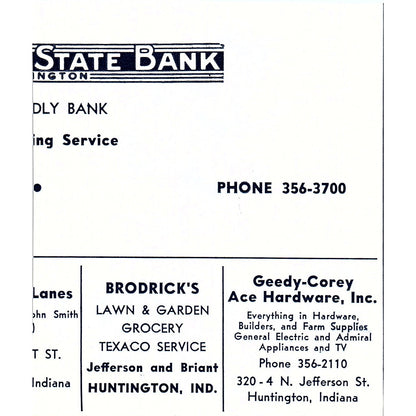 STATE BANK
INGTON
DLY BANK
ing Service
PHONE 356-3700
Lanes
ohn Smith
)
T ST.
Indiana
BRODRICK'S
LAWN & GARDEN
GROCERY
TEXACO SERVICE
Jefferson and Briant
HUNTINGTON, IND.
Geedy-Corey
Ace Hardware, Inc.
Everything in Hardware,
Builders, and Farm Supplies
General Electric and Admiral
Appliances and TV
Phone 356-2110
320 - 4 N. Jefferson St.
Huntington, Indiana